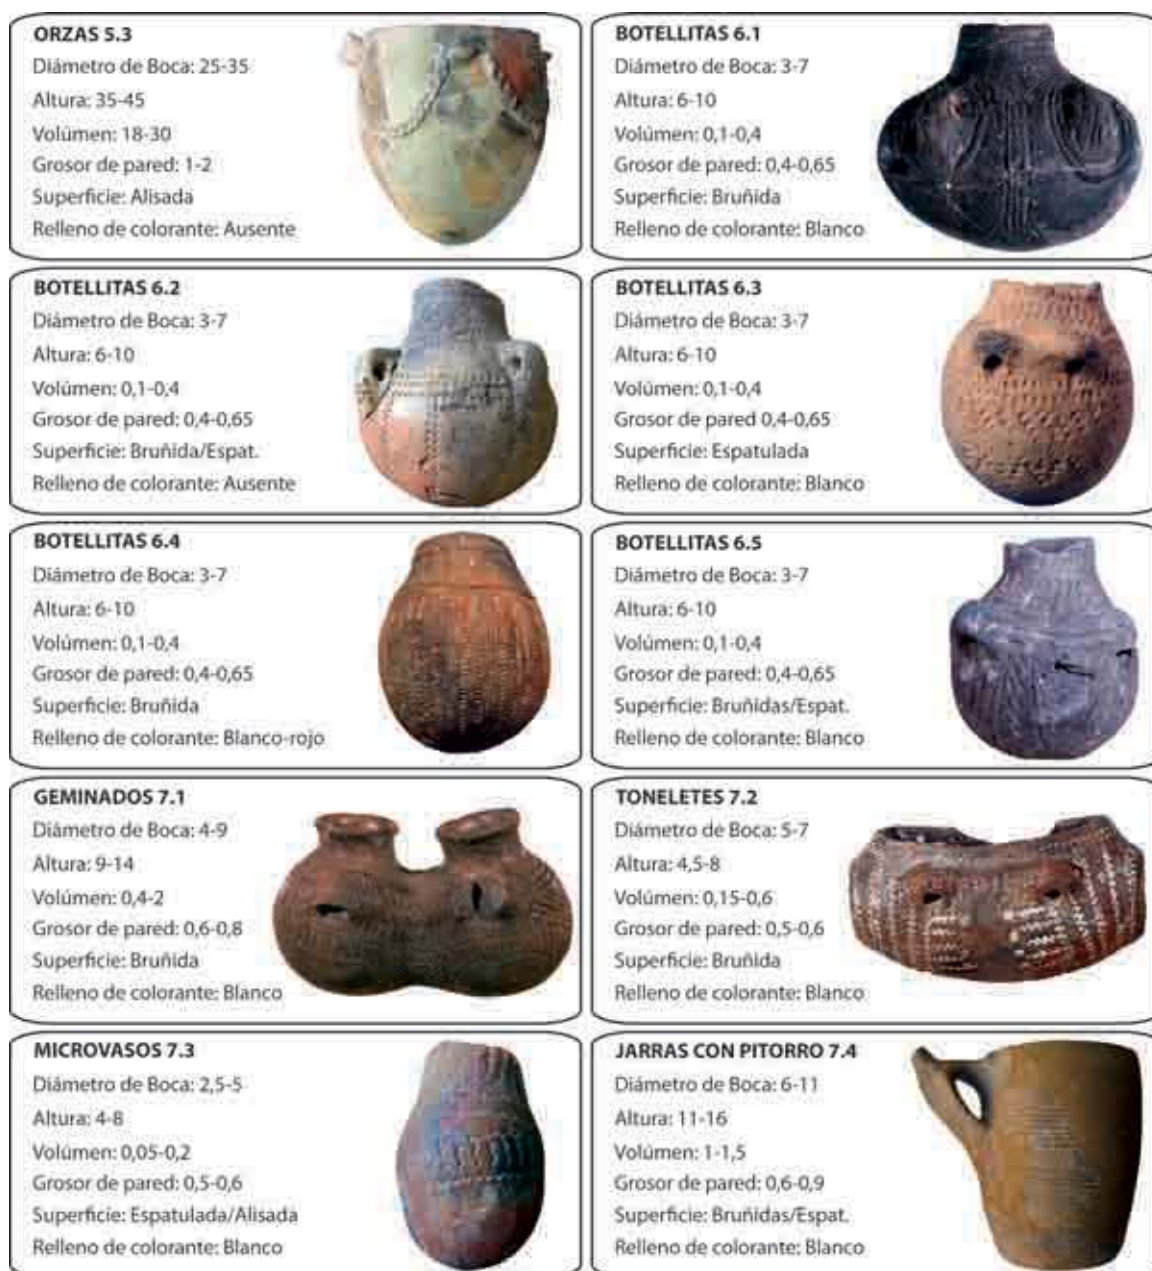 ORZAS 5.3
Diámetro de Boca: 25-35
Altura: 35-45
Volúmen: 18-30
Grosor de pared: 1-2
Superficie: Alisada
Relleno de colorante: Ausente
BOTELLITAS 6.1
Diámetro de Boca: 3-7
Altura: 6-10
Volúmen: 0,1-0,4
Grosor de pared: 0,4-0,65
Superficie: Bruñida
Relleno de colorante: Blanco
BOTELLITAS 6.2
Diámetro de Boca: 3-7
Altura: 6-10
Volúmen: 0,1-0,4
Grosor de pared: 0,4-0,65
Superficie: Bruñida/Espat.
Relleno de colorante: Ausente
BOTELLITAS 6.3
Diámetro de Boca: 3-7
Altura: 6-10
Volúmen: 0,1-0,4
Grosor de pared 0,4-0,65
Superficie: Espatulada
Relleno de colorante: Blanco
BOTELLITAS 6.4
Diámetro de Boca: 3-7
Altura: 6-10
Volúmen: 0,1-0,4
Grosor de pared: 0,4-0,65
Superficie: Bruñida
Relleno de colorante: Blanco-rojo
BOTELLITAS 6.5
Diámetro de Boca: 3-7
Altura: 6-10
Volúmen: 0,1-0,4
Grosor de pared: 0,4-0,65
Superficie: Bruñidas/Espat.
Relleno de colorante: Blanco
GEMINADOS 7.1
Diámetro de Boca: 4-9
Altura: 9-14
Volúmen: 0,4-2
Grosor de pared: 0,6-0,8
Superficie: Bruñida
Relleno de colorante: Blanco
TONELETES 7.2
Diámetro de Boca: 5-7
Altura: 4,5-8
Volúmen: 0,15-0,6
Grosor de pared: 0,5-0,6
Superficie: Bruñida
Relleno de colorante: Blanco
MICROVASOS 7.3
Diámetro de Boca: 2,5-5
Altura: 4-8
Volúmen: 0,05-0,2
Grosor de pared: 0,5-0,6
Superficie: Espatulada/Alisada
Relleno de colorante: Blanco
JARRAS CON PITORRO 7.4
Diámetro de Boca: 6-11
Altura: 11-16
Volúmen: 1-1,5
Grosor de pared: 0,6-0,9
Superficie: Bruñidas/Espat.
Relleno de colorante: Blanco